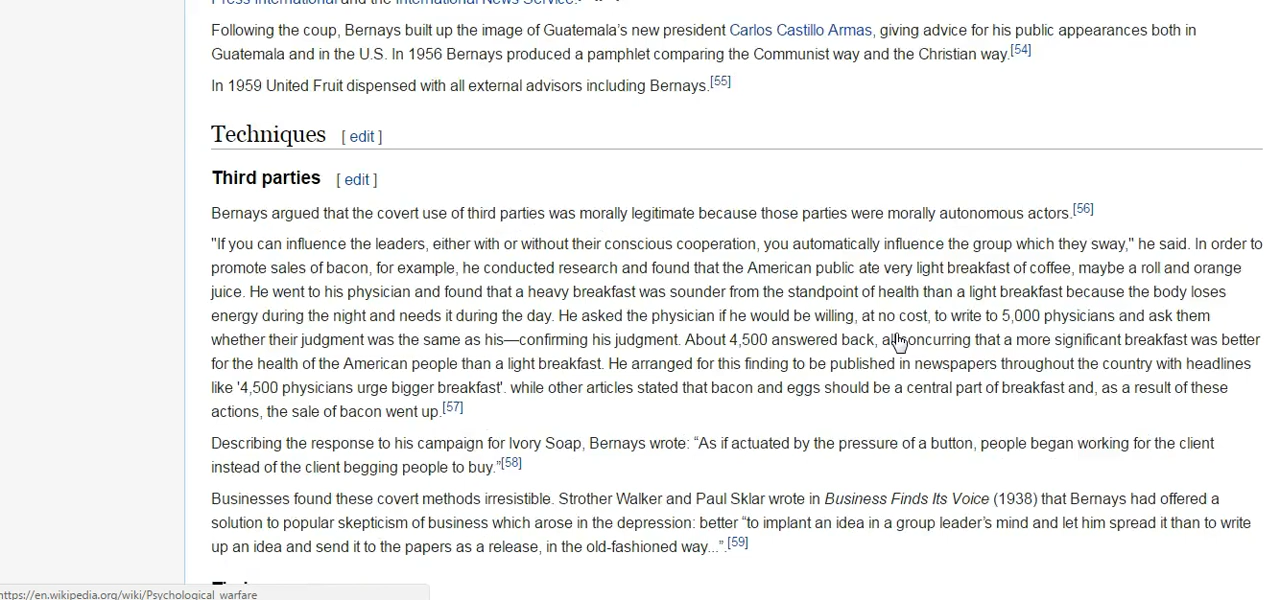 Press International and the International News Service.
Following the coup, Bernays built up the image of Guatemala's new president Carlos Castillo Armas, giving advice for his public appearances both in
Guatemala and in the U.S. In 1956 Bernays produced a pamphlet comparing the Communist way and the Christian way.[54]
In 1959 United Fruit dispensed with all external advisors including Bernays.[55]
Techniques [ edit ]
Third parties [ edit ]
Bernays argued that the covert use of third parties was morally legitimate because those parties were morally autonomous actors.[56]
"If you can influence the leaders, either with or without their conscious cooperation, you automatically influence the group which they sway," he said. In order to
promote sales of bacon, for example, he conducted research and found that the American public ate very light breakfast of coffee, maybe a roll and orange
juice. He went to his physician and found that a heavy breakfast was sounder from the standpoint of health than a light breakfast because the body loses
energy during the night and needs it during the day. He asked the physician if he would be willing, at no cost, to write to 5,000 physicians and ask them
whether their judgment was the same as his—confirming his judgment. About 4,500 answered back, all concurring that a more significant breakfast was better
for the health of the American people than a light breakfast. He arranged for this finding to be published in newspapers throughout the country with headlines
like '4,500 physicians urge bigger breakfast'. while other articles stated that bacon and eggs should be a central part of breakfast and, as a result of these
actions, the sale of bacon went up.[57]
Describing the response to his campaign for Ivory Soap, Bernays wrote: “As if actuated by the pressure of a button, people began working for the client
instead of the client begging people to buy.”[58]
Businesses found these covert methods irresistible. Strother Walker and Paul Sklar wrote in Business Finds Its Voice (1938) that Bernays had offered a
solution to popular skepticism of business which arose in the depression: better “to implant an idea in a group leader’s mind and let him spread it than to write
up an idea and send it to the papers as a release, in the old-fashioned way...”.[59]
https://en.wikipedia.org/wiki/Psychological_warfare